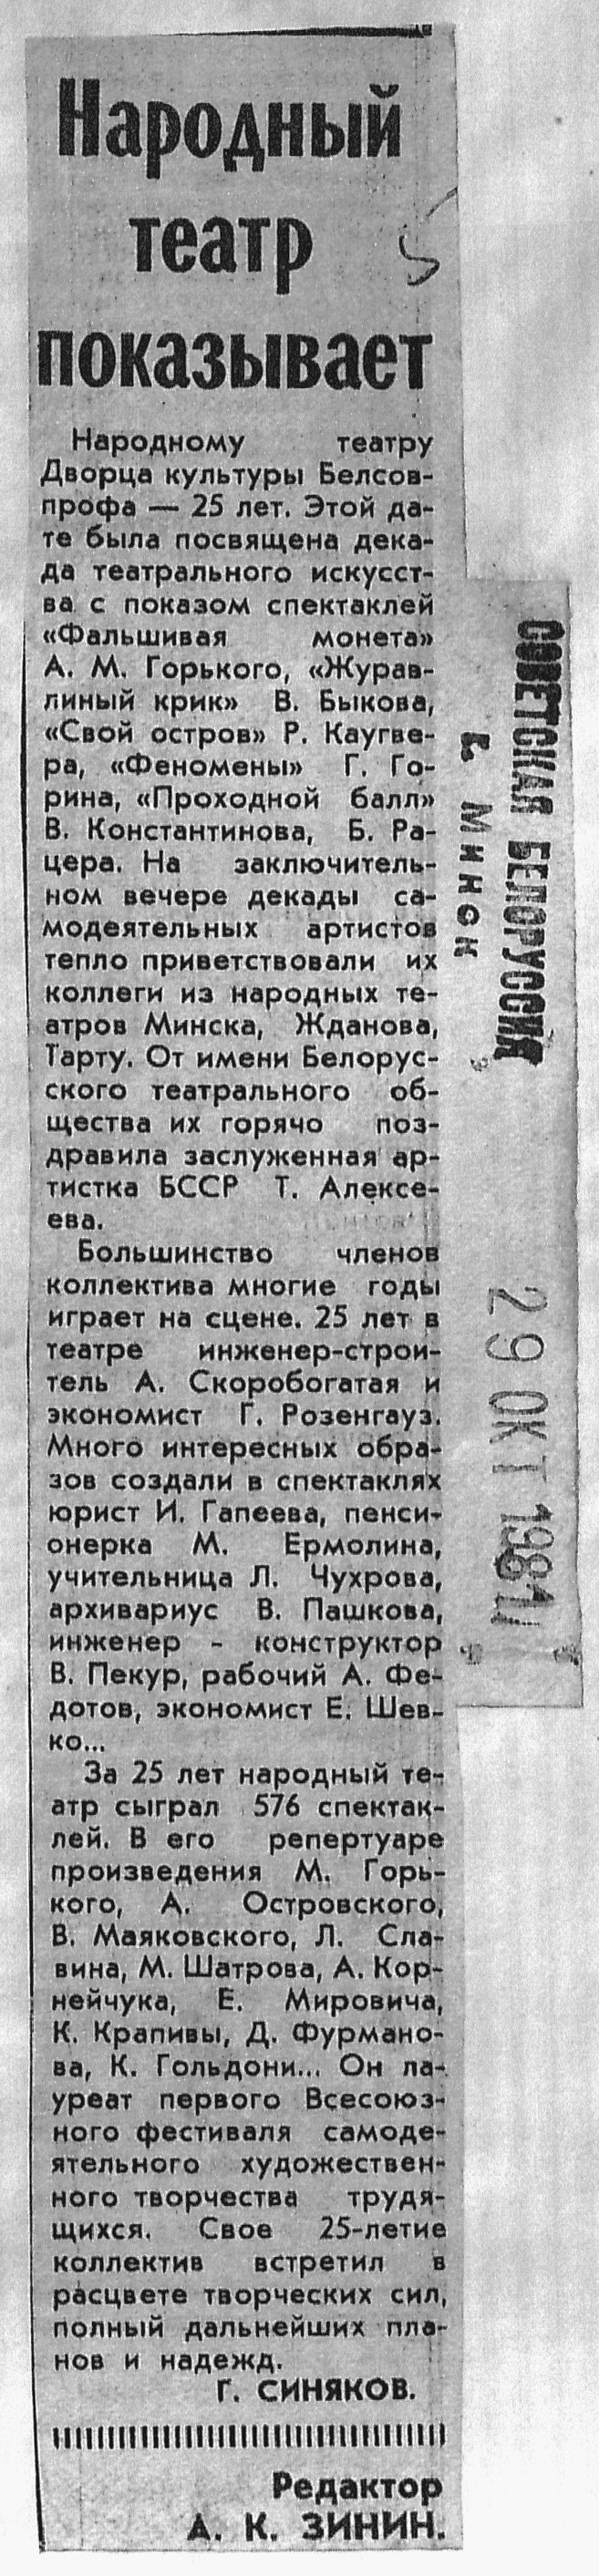 Народный
театр
показывает
Народному театру
Дворца культуры Белсов-
профа — 25 лет. Этой да-
те была посвящена дека-
да театрального искусст-
ва с показом спектаклей
«Фальшивая монета»
А. М. Горького, «Журав-
линый крик» В. Быкова,
«Свой остров» Р. Каугве-
ра, «Феномены» Г. Го-
рина, «Проходной балл»
В. Константинова, Б. Ра-
цера. На заключитель-
ном вечере декады са-
модеятельных артистов
тепло приветствовали их
коллеги из народных те-
атров Минска, Жданова,
Тарту. От имени Белорус-
ского театрального об-
щества их горячо поз-
дравила заслуженная ар-
тистка БССР Т. Алексе-
ева.
Большинство членов
коллектива многие годы
играет на сцене. 25 лет в
театре инженер-строи-
тель А. Скоробогатая и
экономист Г. Розенгауз.
Много интересных обра-
зов создали в спектаклях
юрист И. Гапеева, пенси-
онерка М. Ермолина,
учительница Л. Чухрова,
архивариус В. Пашкова,
инженер - конструктор
В. Пекур, рабочий А. Фе-
дотов, экономист Е. Шев-
ко...
За 25 лет народный те-
атр сыграл 576 спектак-
лей. В его репертуаре
произведения М. Горь-
кого, А. Островского,
В. Маяковского, Л. Сла-
вина, М. Шатрова, А. Кор-
нейчука, Е. Мировича,
К. Крапивы, Д. Фурмано-
ва, К. Гольдони... Он ла-
уреат первого Всесоюз-
ного фестиваля самоде-
ятельного художествен-
ного творчества трудя-
щихся. Свое 25-летие
коллектив встретил в
расцвете творческих сил,
полный дальнейших пла-
нов и надежд.
Г. СИНЯКОВ.
Редактор
А. К. ЗИНИН.
СОВЕТСКАЯ БЕЛОРУССИЯ
г. Минск
29 ОКТ 1981